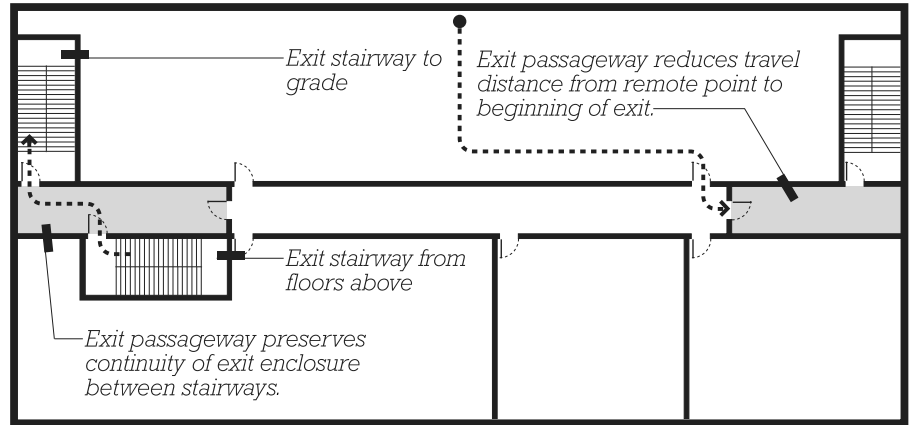 Exit stairway to
grade
Exit passageway reduces travel
distance from remote point to
beginning of exit.
Exit stairway from
floors above
Exit passageway preserves
continuity of exit enclosure
between stairways.